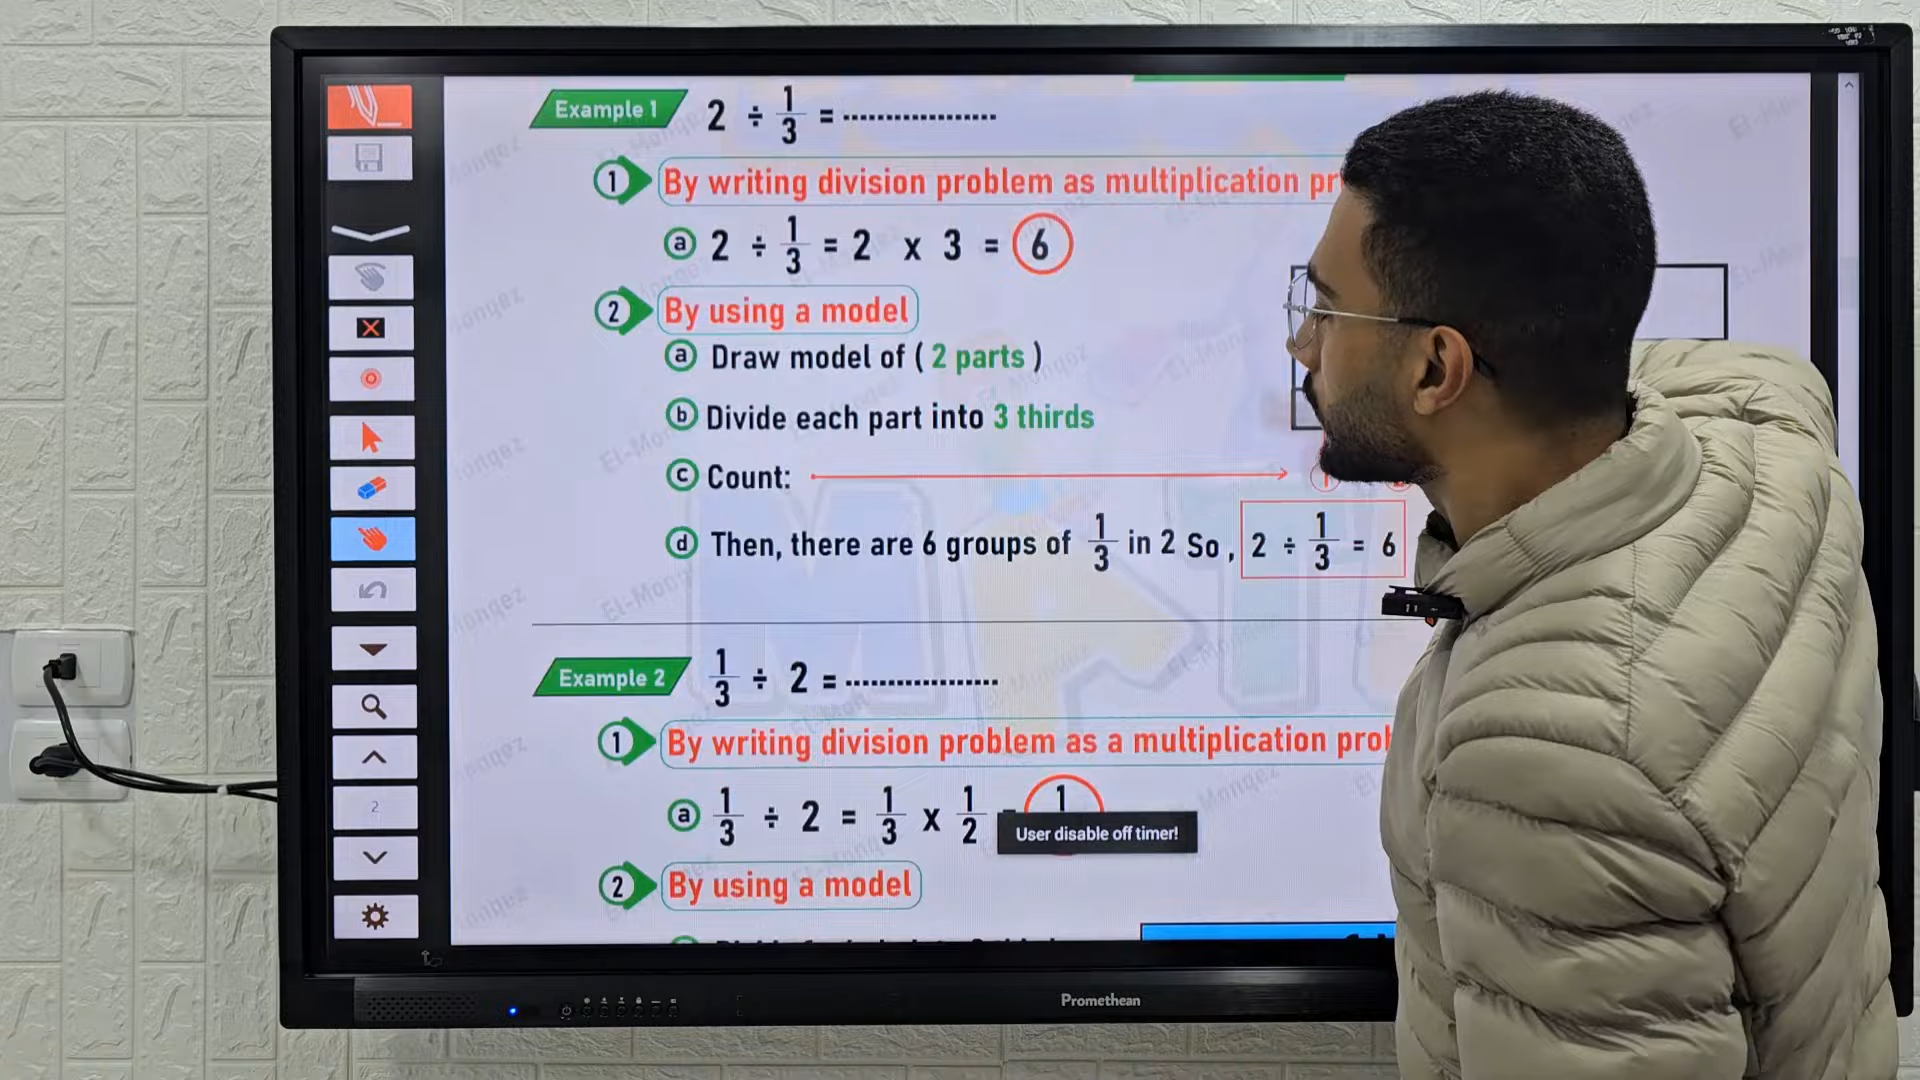 Example 1 2 ÷ 1/3 = ..................
1 By writing division problem as multiplication pr
a 2 ÷ 1/3 = 2 x 3 = 6
2 By using a model
a Draw model of ( 2 parts )
b Divide each part into 3 thirds
c Count:
d Then, there are 6 groups of 1/3 in 2 So , 2 ÷ 1/3 = 6
Example 2 1/3 ÷ 2 = ..................
1 By writing division problem as a multiplication prob
a 1/3 ÷ 2 = 1/3 x 1/2 = 1
User disable off timer!
2 By using a model
2
Promethean
El-Monqez